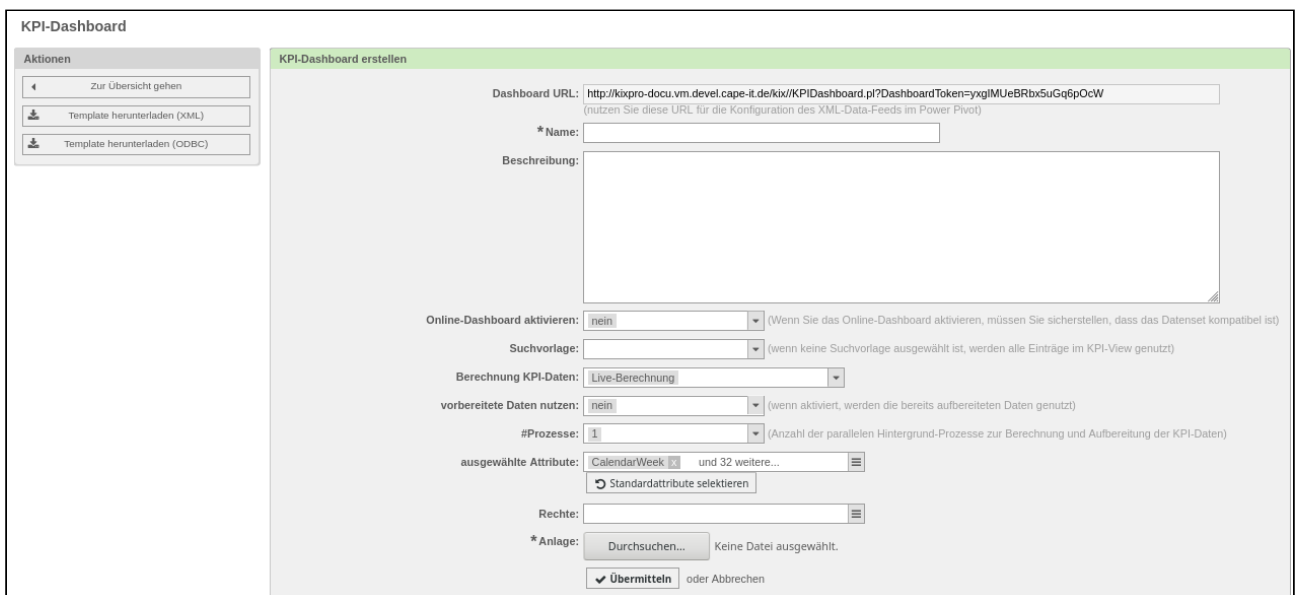 KPI-Dashboard
Aktionen
Zur Übersicht gehen
Template herunterladen (XML)
Template herunterladen (ODBC)
KPI-Dashboard erstellen
Dashboard URL: http://kixpro-docu.vm.devel.cape-it.de/kix//KPIDashboard.pl?DashboardToken=yxglMUeBRbx5uGq6pOcW
(nutzen Sie diese URL für die Konfiguration des XML-Data-Feeds im Power Pivot)
*Name:
Beschreibung:
Online-Dashboard aktivieren: nein (Wenn Sie das Online-Dashboard aktivieren, müssen Sie sicherstellen, dass das Datenset kompatibel ist)
Suchvorlage: (wenn keine Suchvorlage ausgewählt ist, werden alle Einträge im KPI-View genutzt)
Berechnung KPI-Daten: Live-Berechnung
vorbereitete Daten nutzen: nein (wenn aktiviert, werden die bereits aufbereiteten Daten genutzt)
#Prozesse: 1 (Anzahl der parallelen Hintergrund-Prozesse zur Berechnung und Aufbereitung der KPI-Daten)
ausgewählte Attribute: CalendarWeek x und 32 weitere...
Standardattribute selektieren
Rechte:
*Anlage: Durchsuchen... Keine Datei ausgewählt.
Übermitteln oder Abbrechen